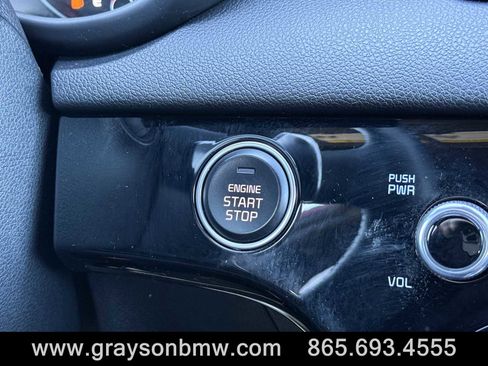 ENGINE
START
STOP
PUSH
PWR
VOL
www.graysonbmw.com 865.693.4555